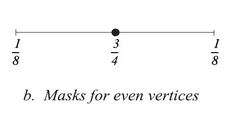 1/8 3/4 1/8
b. Masks for even vertices